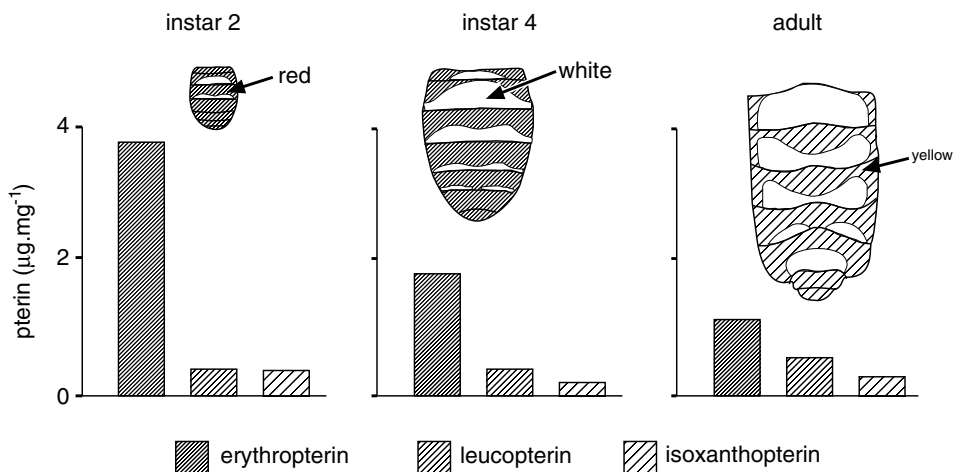 instar 2 instar 4 adult
red
white
yellow
4
2
0
pterin (µg.mg⁻¹)
erythropterin leucopterin isoxanthopterin